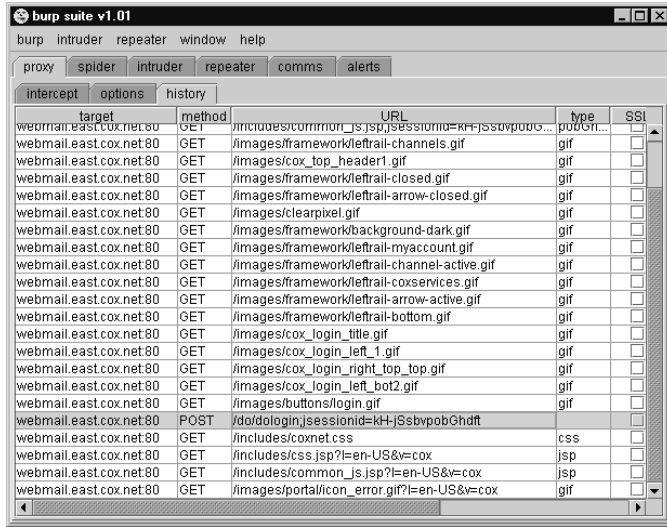 burp suite v1.01
burp intruder repeater window help
proxy spider intruder repeater comms alerts
intercept options history
target method URL type SSL
webmail.east.cox.net:80 GET /includes/common_js.jsp;jsessionid=kH-jSsbvpobG... pobGh...
webmail.east.cox.net:80 GET /images/framework/leftrail-channels.gif gif
webmail.east.cox.net:80 GET /images/cox_top_header1.gif gif
webmail.east.cox.net:80 GET /images/framework/leftrail-closed.gif gif
webmail.east.cox.net:80 GET /images/framework/leftrail-arrow-closed.gif gif
webmail.east.cox.net:80 GET /images/clearpixel.gif gif
webmail.east.cox.net:80 GET /images/framework/background-dark.gif gif
webmail.east.cox.net:80 GET /images/framework/leftrail-myaccount.gif gif
webmail.east.cox.net:80 GET /images/framework/leftrail-channel-active.gif gif
webmail.east.cox.net:80 GET /images/framework/leftrail-coxservices.gif gif
webmail.east.cox.net:80 GET /images/framework/leftrail-arrow-active.gif gif
webmail.east.cox.net:80 GET /images/framework/leftrail-bottom.gif gif
webmail.east.cox.net:80 GET /images/cox_login_title.gif gif
webmail.east.cox.net:80 GET /images/cox_login_left_1.gif gif
webmail.east.cox.net:80 GET /images/cox_login_right_top_top.gif gif
webmail.east.cox.net:80 GET /images/cox_login_left_bot2.gif gif
webmail.east.cox.net:80 GET /images/buttons/login.gif gif
webmail.east.cox.net:80 POST /do/dologin;jsessionid=kH-jSsbvpobGhdft
webmail.east.cox.net:80 GET /includes/coxnet.css css
webmail.east.cox.net:80 GET /includes/css.jsp?l=en-US&v=cox jsp
webmail.east.cox.net:80 GET /includes/common_js.jsp?l=en-US&v=cox jsp
webmail.east.cox.net:80 GET /images/portal/icon_error.gif?l=en-US&v=cox gif